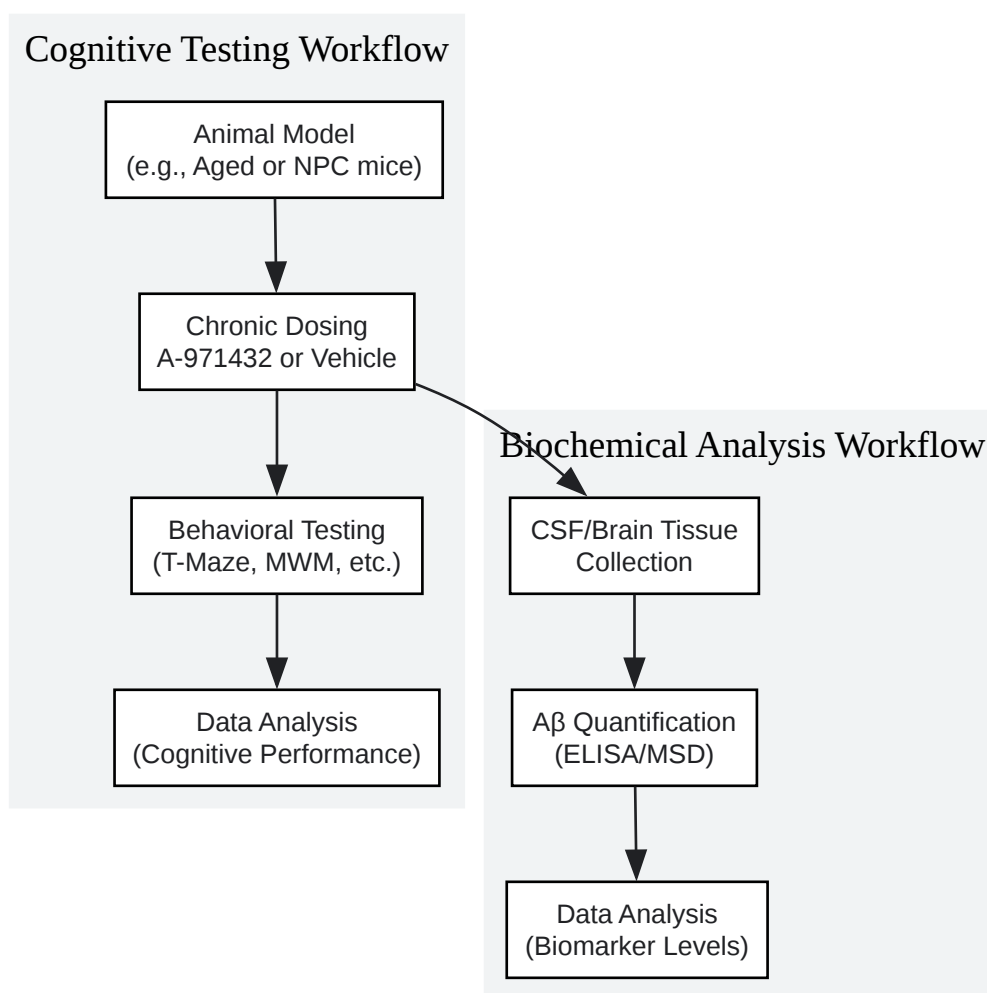 Cognitive Testing Workflow
Animal Model
(e.g., Aged or NPC mice)
Chronic Dosing
A-971432 or Vehicle
Behavioral Testing
(T-Maze, MWM, etc.)
Data Analysis
(Cognitive Performance)
Biochemical Analysis Workflow
CSF/Brain Tissue
Collection
Aβ Quantification
(ELISA/MSD)
Data Analysis
(Biomarker Levels)